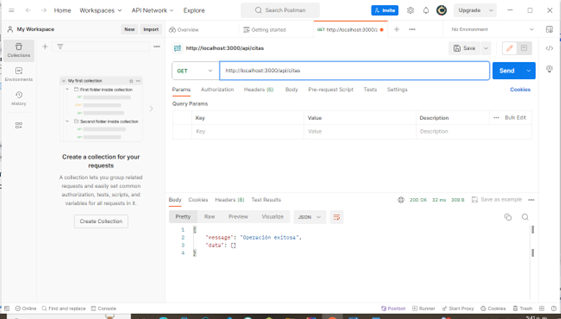 Home Workspaces API Network Explore Search Postman Invite Upgrade
My Workspace New Import Overview Getting started GET http://localhost:3000/ No Environment
Collections
Environments
History
My first collection
First folder inside collection
Second folder inside collection
Create a collection for your
requests
A collection lets you group related
requests and easily set common
authorization, tests, scripts, and
variables for all requests in it.
Create Collection
http://localhost:3000/api/citas Save
GET http://localhost:3000/api/citas Send
Params Authorization Headers (6) Body Pre-request Script Tests Settings Cookies
Query Params
Key Value Description Bulk Edit
Key Value Description
Body Cookies Headers (8) Test Results 200 OK 32 ms 309 B Save as example
Pretty Raw Preview Visualize JSON
1 {
2 "message": "Operación exitosa",
3 "data": []
4 }
Online Find and replace Console Postbot Runner Start Proxy Cookies Trash